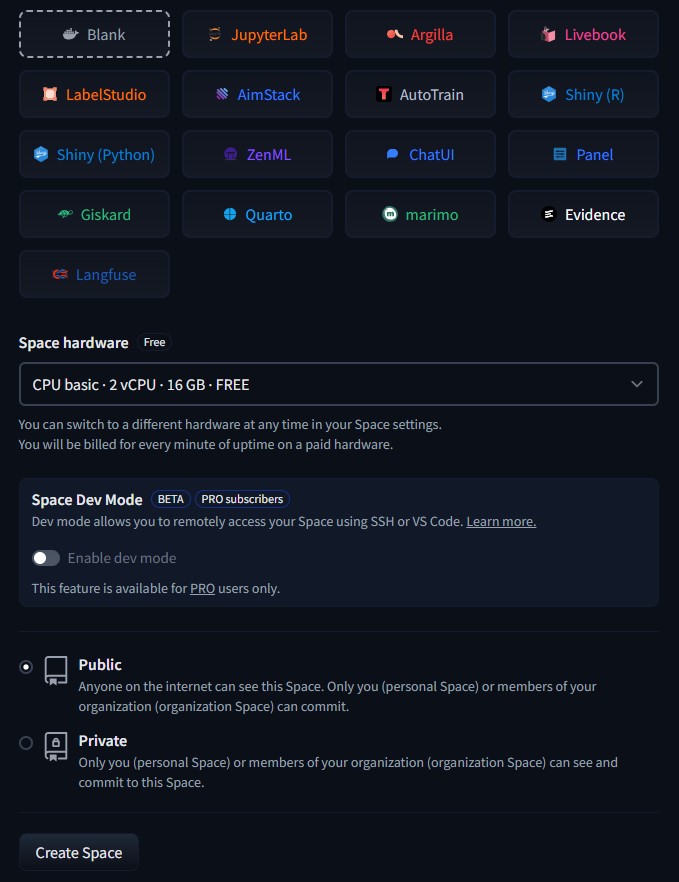 Blank JupyterLab Argilla Livebook
LabelStudio AimStack AutoTrain Shiny (R)
Shiny (Python) ZenML ChatUI Panel
Giskard Quarto marimo Evidence
Langfuse
Space hardware Free
CPU basic · 2 vCPU · 16 GB · FREE
You can switch to a different hardware at any time in your Space settings.
You will be billed for every minute of uptime on a paid hardware.
Space Dev Mode BETA PRO subscribers
Dev mode allows you to remotely access your Space using SSH or VS Code. Learn more.
Enable dev mode
This feature is available for PRO users only.
Public
Anyone on the internet can see this Space. Only you (personal Space) or members of your
organization (organization Space) can commit.
Private
Only you (personal Space) or members of your organization (organization Space) can see and
commit to this Space.
Create Space